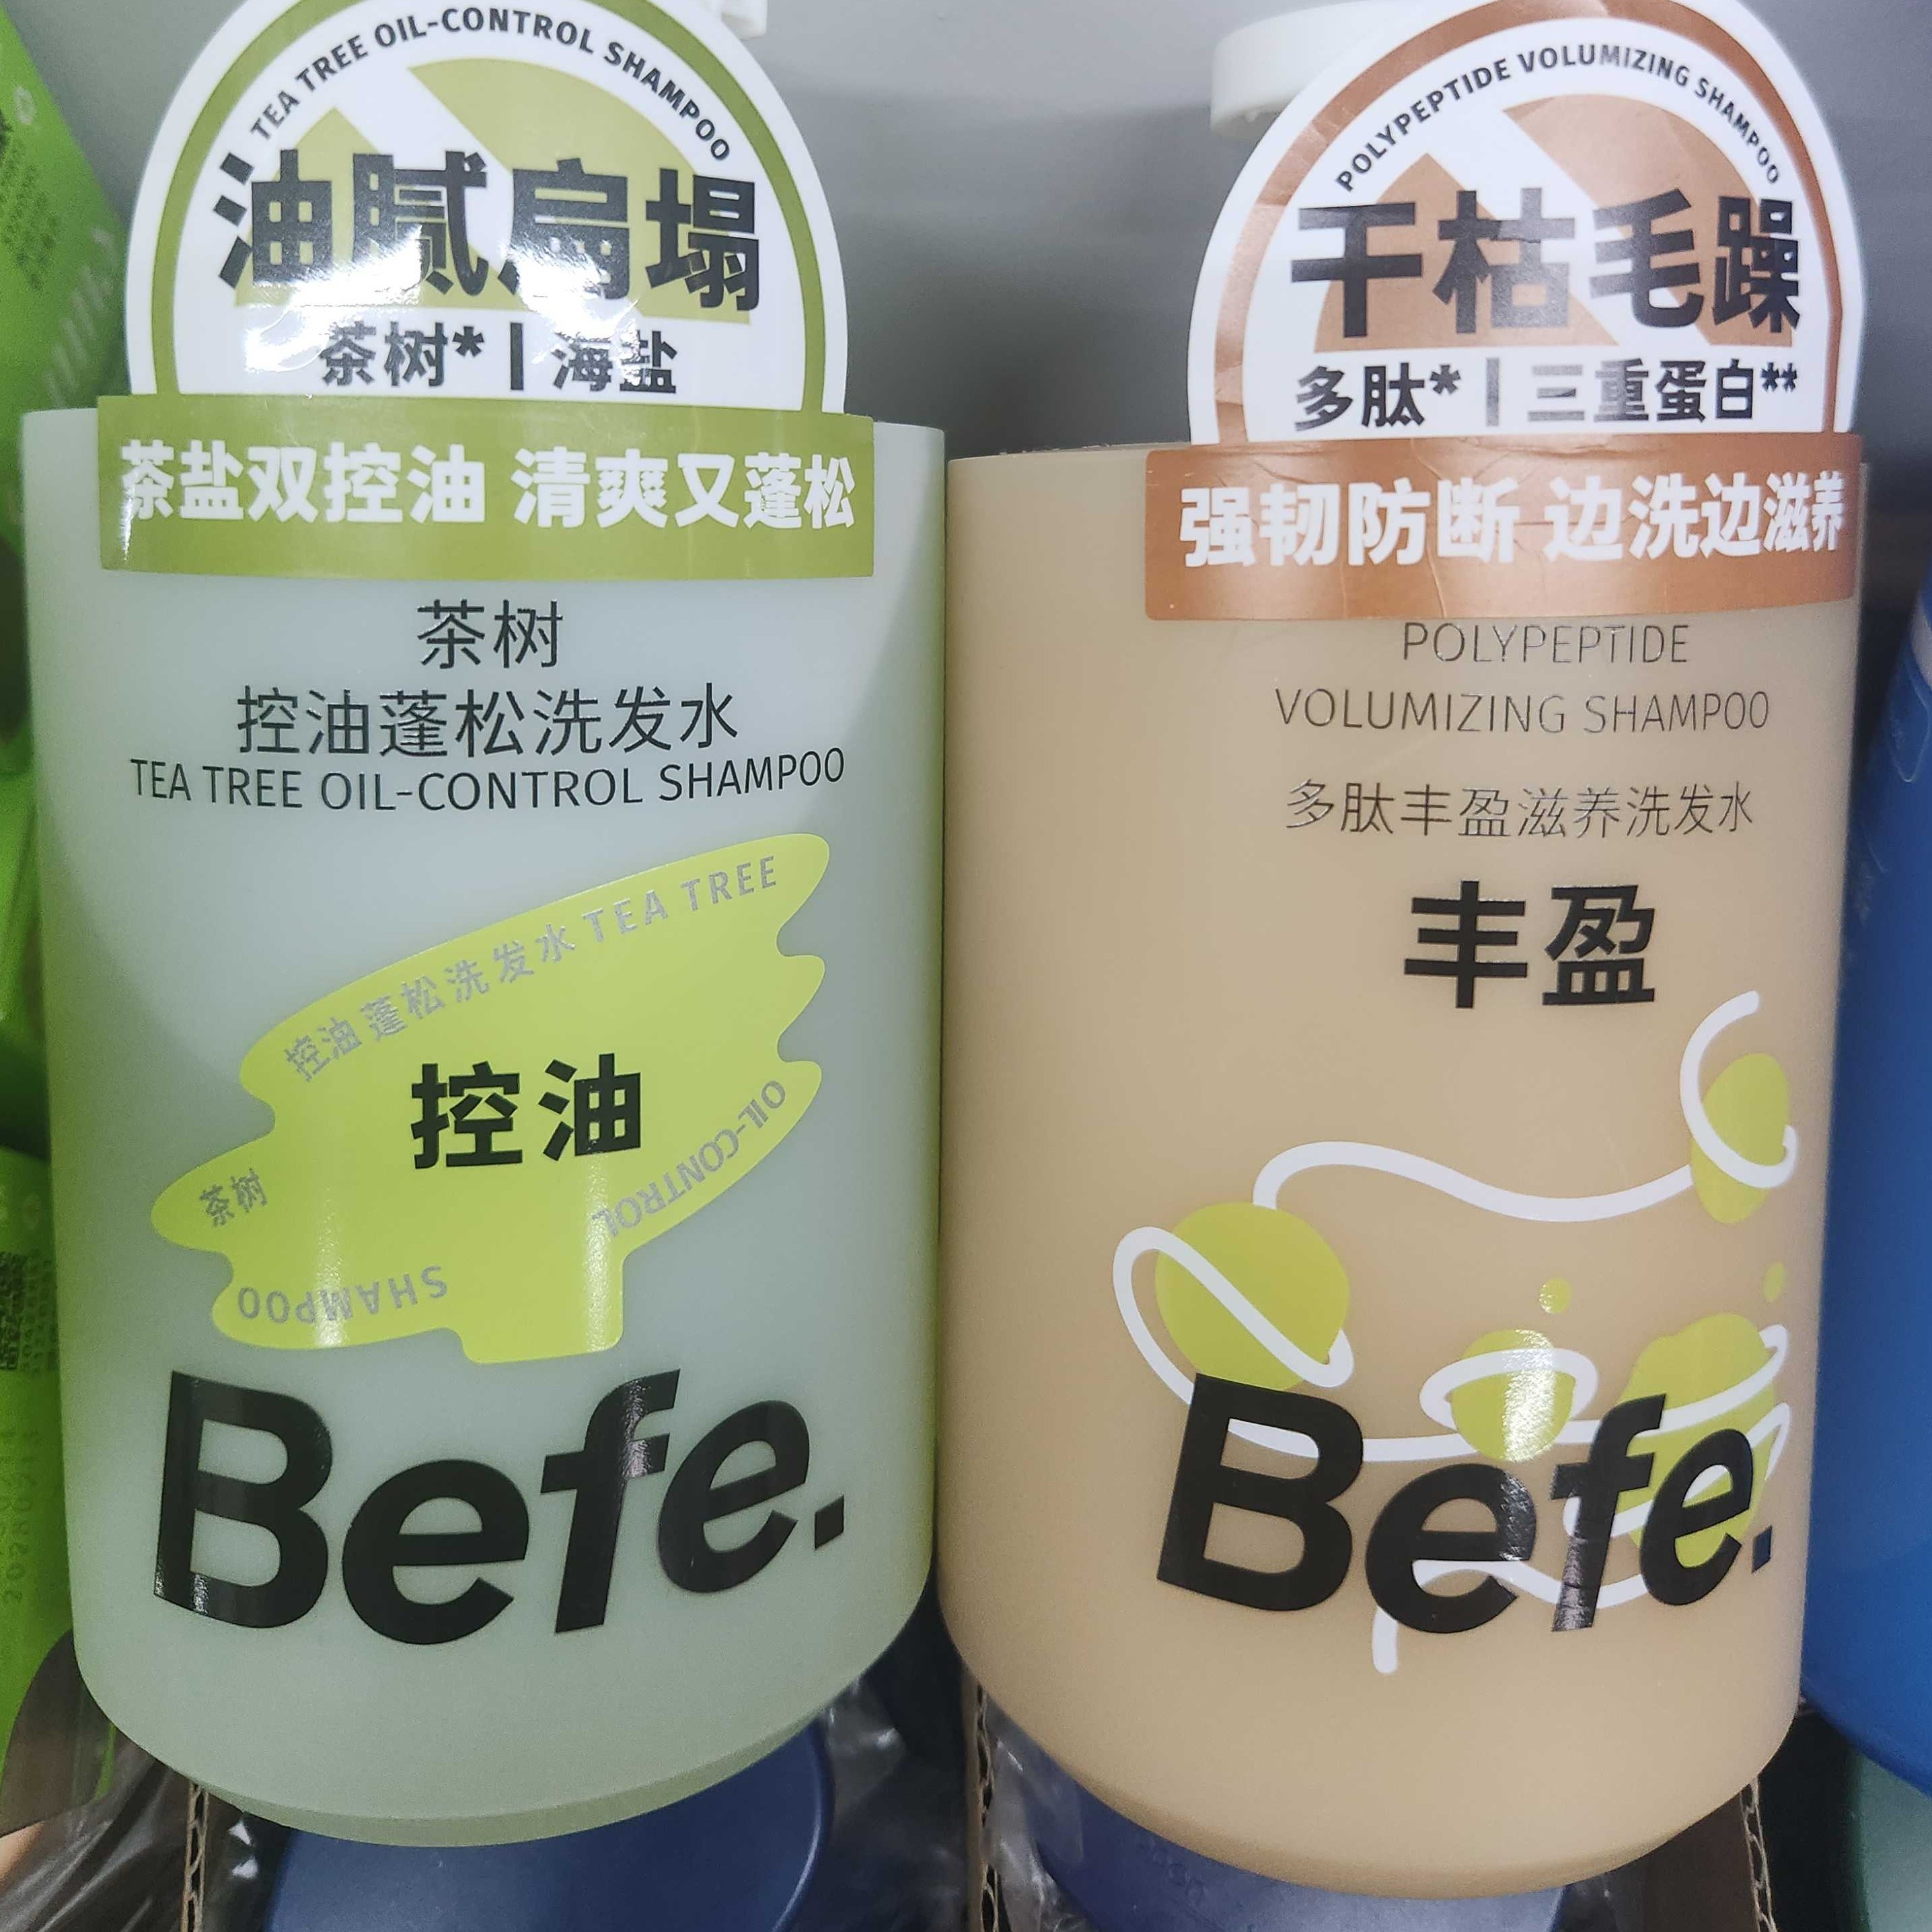 TEA TREE OIL-CONTROL SHAMPOO
油腻扁塌
茶树*|海盐
茶盐双控油 清爽又蓬松
茶树
控油蓬松洗发水
TEA TREE OIL-CONTROL SHAMPOO
控油蓬松洗发水 TEA TREE
控油
OIL-CONTROL
茶树
SHAMPOO
Befe.
POLYPEPTIDE VOLUMIZING SHAMPOO
干枯毛躁
多肽*|三重蛋白**
强韧防断 边洗边滋养
POLYPEPTIDE
VOLUMIZING SHAMPOO
多肽丰盈滋养洗发水
丰盈
Befe.